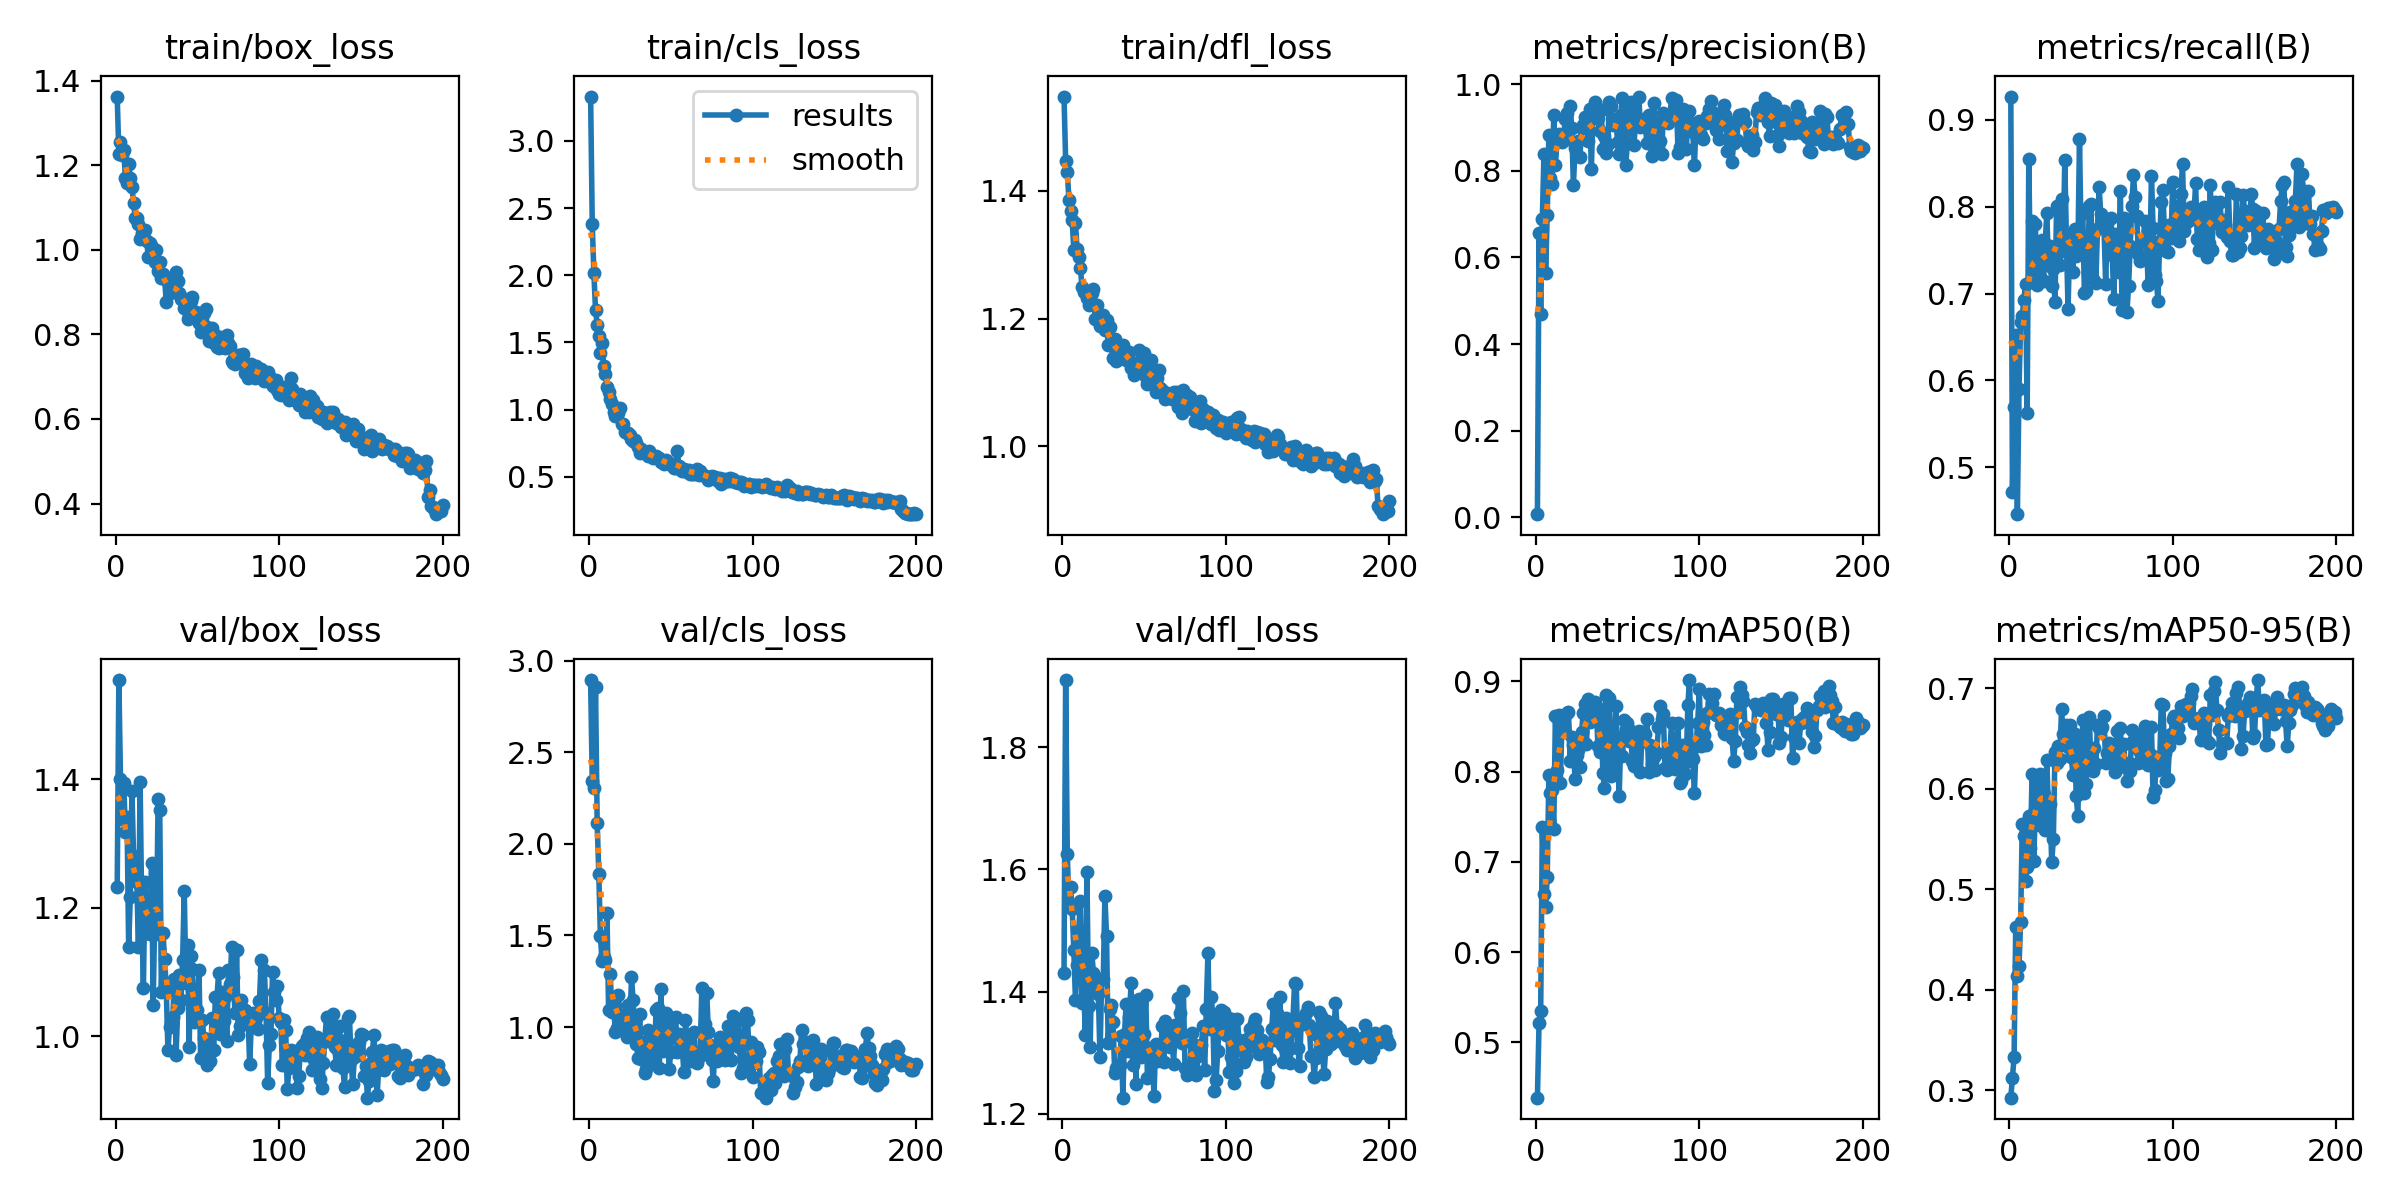 train/box_loss
1.4
1.2
1.0
0.8
0.6
0.4
0 100 200
train/cls_loss
results
smooth
3.0
2.5
2.0
1.5
1.0
0.5
0 100 200
train/dfl_loss
1.4
1.2
1.0
0 100 200
metrics/precision(B)
1.0
0.8
0.6
0.4
0.2
0.0
0 100 200
metrics/recall(B)
0.9
0.8
0.7
0.6
0.5
0 100 200
val/box_loss
1.4
1.2
1.0
0 100 200
val/cls_loss
3.0
2.5
2.0
1.5
1.0
0 100 200
val/dfl_loss
1.8
1.6
1.4
1.2
0 100 200
metrics/mAP50(B)
0.9
0.8
0.7
0.6
0.5
0 100 200
metrics/mAP50-95(B)
0.7
0.6
0.5
0.4
0.3
0 100 200